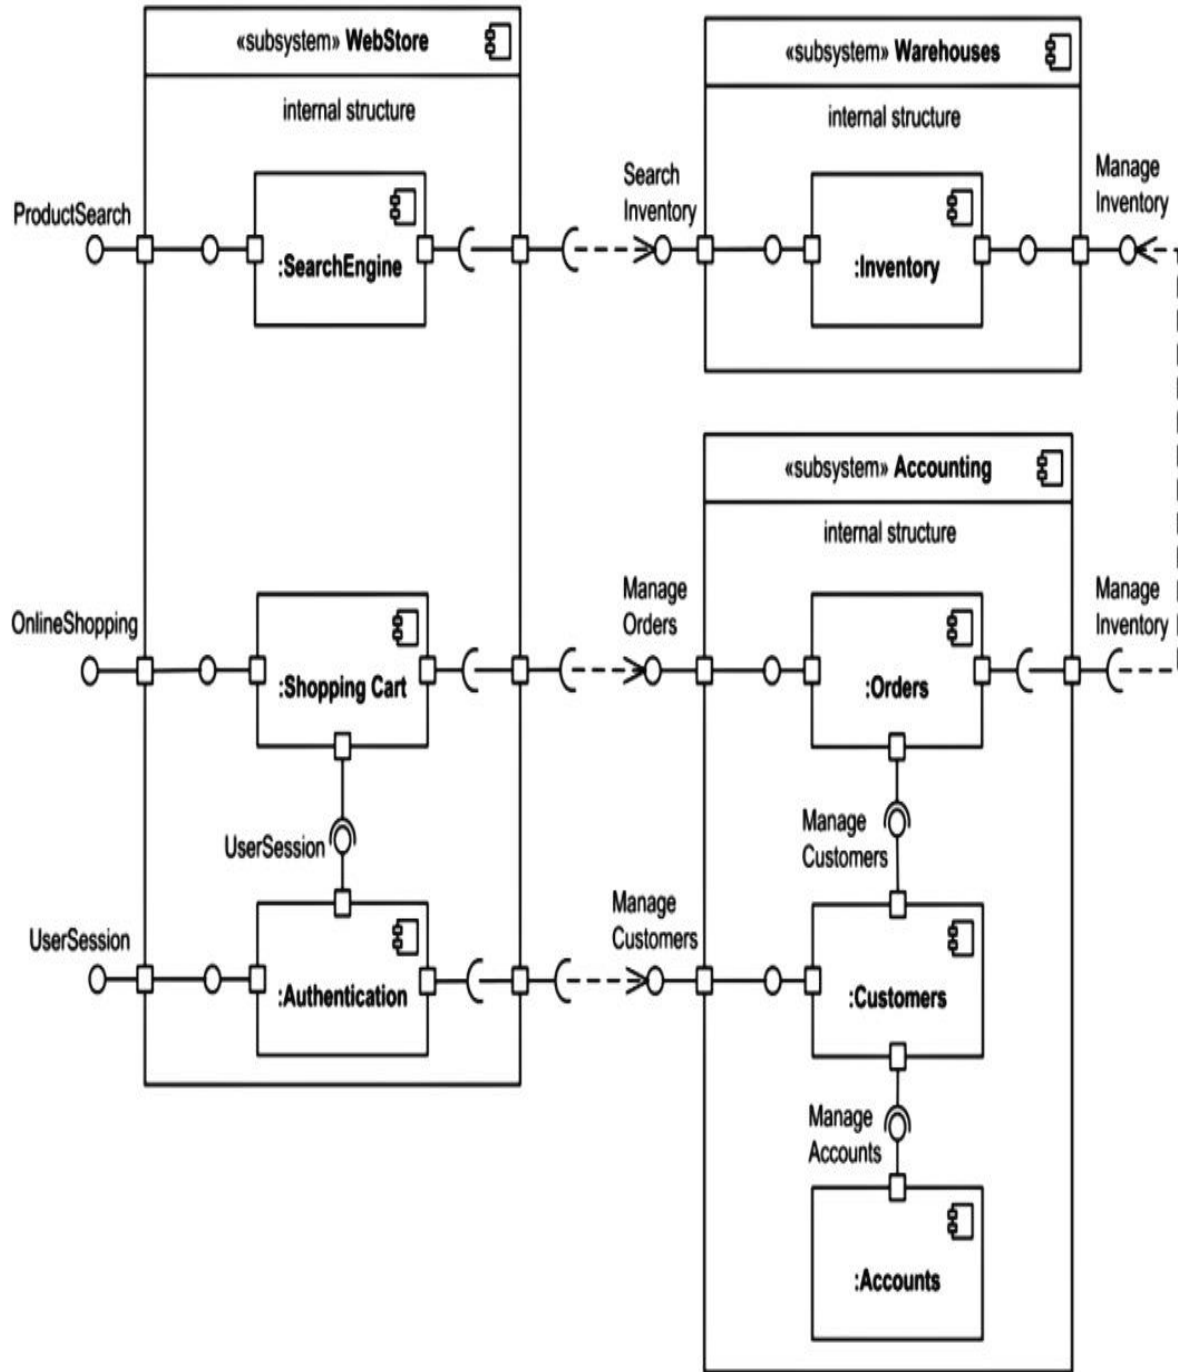 «subsystem» WebStore
internal structure
ProductSearch
:SearchEngine
Search
Inventory
«subsystem» Warehouses
internal structure
:Inventory
Manage
Inventory
OnlineShopping
:Shopping Cart
UserSession
UserSession
:Authentication
«subsystem» Accounting
internal structure
Manage
Orders
:Orders
Manage
Inventory
Manage
Customers
Manage
Customers
:Customers
Manage
Accounts
:Accounts